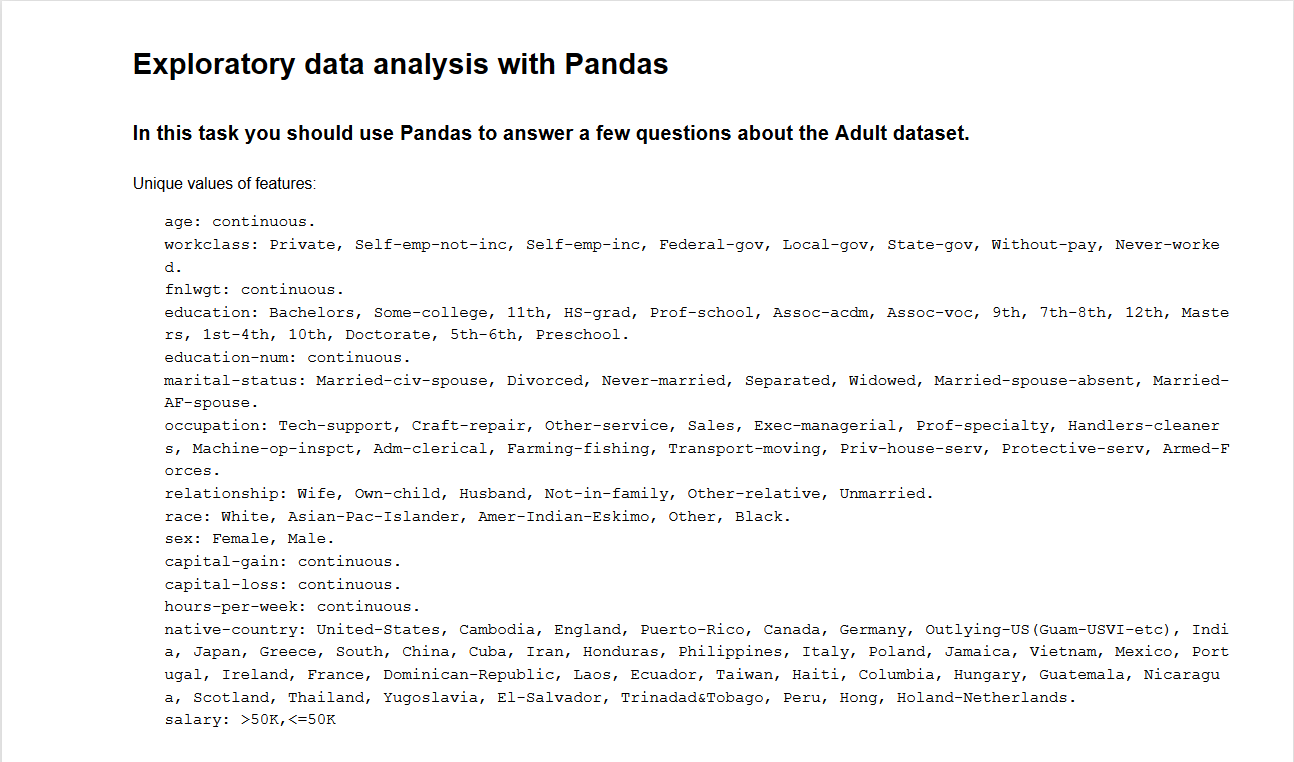 Exploratory data analysis with Pandas
In this task you should use Pandas to answer a few questions about the Adult dataset.
Unique values of features:
age: continuous.
workclass: Private, Self-emp-not-inc, Self-emp-inc, Federal-gov, Local-gov, State-gov, Without-pay, Never-worke
d.
fnlwgt: continuous.
education: Bachelors, Some-college, 11th, HS-grad, Prof-school, Assoc-acdm, Assoc-voc, 9th, 7th-8th, 12th, Maste
rs, 1st-4th, 10th, Doctorate, 5th-6th, Preschool.
education-num: continuous.
marital-status: Married-civ-spouse, Divorced, Never-married, Separated, Widowed, Married-spouse-absent, Married-
AF-spouse.
occupation: Tech-support, Craft-repair, Other-service, Sales, Exec-managerial, Prof-specialty, Handlers-cleaner
s, Machine-op-inspct, Adm-clerical, Farming-fishing, Transport-moving, Priv-house-serv, Protective-serv, Armed-F
orces.
relationship: Wife, Own-child, Husband, Not-in-family, Other-relative, Unmarried.
race: White, Asian-Pac-Islander, Amer-Indian-Eskimo, Other, Black.
sex: Female, Male.
capital-gain: continuous.
capital-loss: continuous.
hours-per-week: continuous.
native-country: United-States, Cambodia, England, Puerto-Rico, Canada, Germany, Outlying-US(Guam-USVI-etc), Indi
a, Japan, Greece, South, China, Cuba, Iran, Honduras, Philippines, Italy, Poland, Jamaica, Vietnam, Mexico, Port
ugal, Ireland, France, Dominican-Republic, Laos, Ecuador, Taiwan, Haiti, Columbia, Hungary, Guatemala, Nicaragu
a, Scotland, Thailand, Yugoslavia, El-Salvador, Trinadad&Tobago, Peru, Hong, Holand-Netherlands.
salary: >50K,<=50K